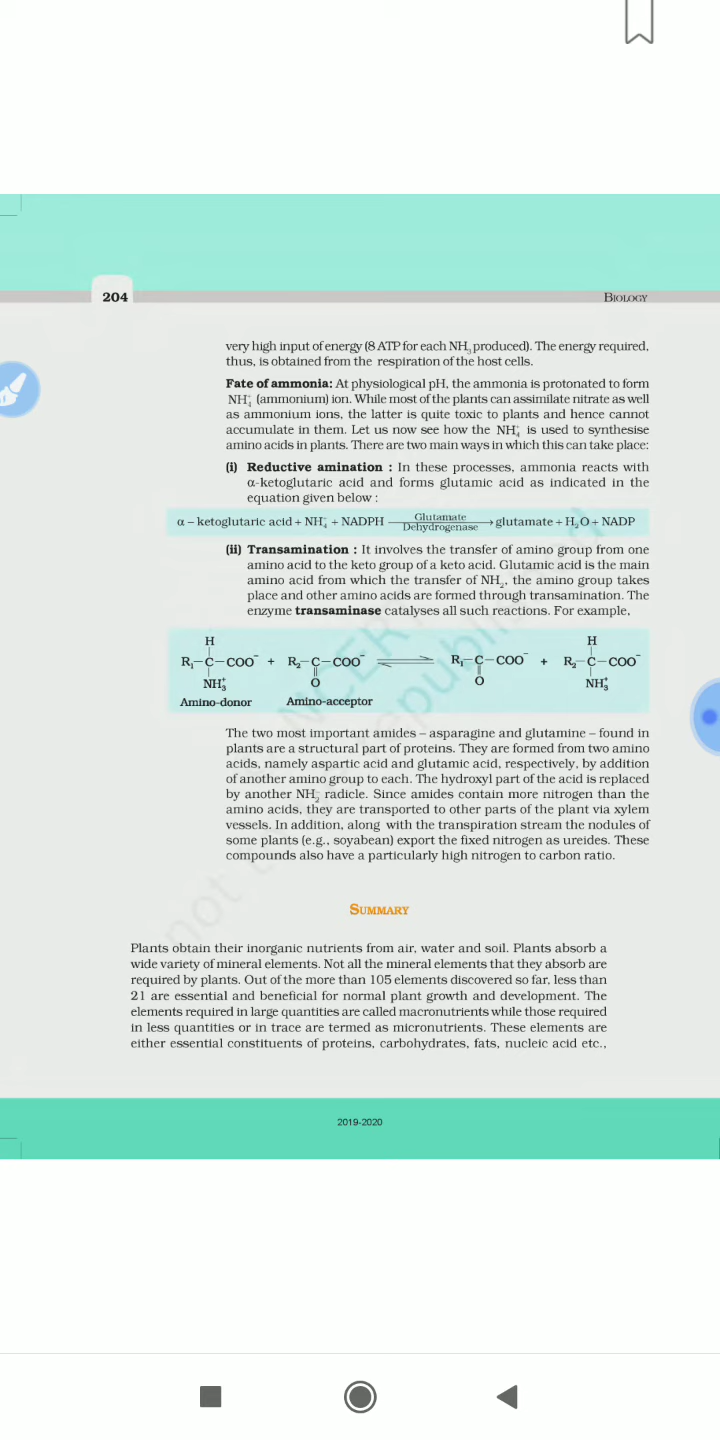 204
BIOLOGY
very high input of energy (8 ATP for each NH₃ produced). The energy required,
thus, is obtained from the respiration of the host cells.
Fate of ammonia: At physiological pH, the ammonia is protonated to form
NH₄⁺ (ammonium) ion. While most of the plants can assimilate nitrate as well
as ammonium ions, the latter is quite toxic to plants and hence cannot
accumulate in them. Let us now see how the NH₄⁺ is used to synthesise
amino acids in plants. There are two main ways in which this can take place:
(i) Reductive amination : In these processes, ammonia reacts with
α-ketoglutaric acid and forms glutamic acid as indicated in the
equation given below :
α – ketoglutaric acid + NH₄⁺ + NADPH Glutamate Dehydrogenase → glutamate + H₂O + NADP
(ii) Transamination : It involves the transfer of amino group from one
amino acid to the keto group of a keto acid. Glutamic acid is the main
amino acid from which the transfer of NH₂, the amino group takes
place and other amino acids are formed through transamination. The
enzyme transaminase catalyses all such reactions. For example,
H H
R₁–C–COO⁻ + R₂–C–COO⁻ ⇌ R₁–C–COO⁻ + R₂–C–COO⁻
NH₃⁺ O O NH₃⁺
Amino-donor Amino-acceptor
The two most important amides – asparagine and glutamine – found in
plants are a structural part of proteins. They are formed from two amino
acids, namely aspartic acid and glutamic acid, respectively, by addition
of another amino group to each. The hydroxyl part of the acid is replaced
by another NH₂⁻ radicle. Since amides contain more nitrogen than the
amino acids, they are transported to other parts of the plant via xylem
vessels. In addition, along with the transpiration stream the nodules of
some plants (e.g., soyabean) export the fixed nitrogen as ureides. These
compounds also have a particularly high nitrogen to carbon ratio.
SUMMARY
Plants obtain their inorganic nutrients from air, water and soil. Plants absorb a
wide variety of mineral elements. Not all the mineral elements that they absorb are
required by plants. Out of the more than 105 elements discovered so far, less than
21 are essential and beneficial for normal plant growth and development. The
elements required in large quantities are called macronutrients while those required
in less quantities or in trace are termed as micronutrients. These elements are
either essential constituents of proteins, carbohydrates, fats, nucleic acid etc.,
2019-2020